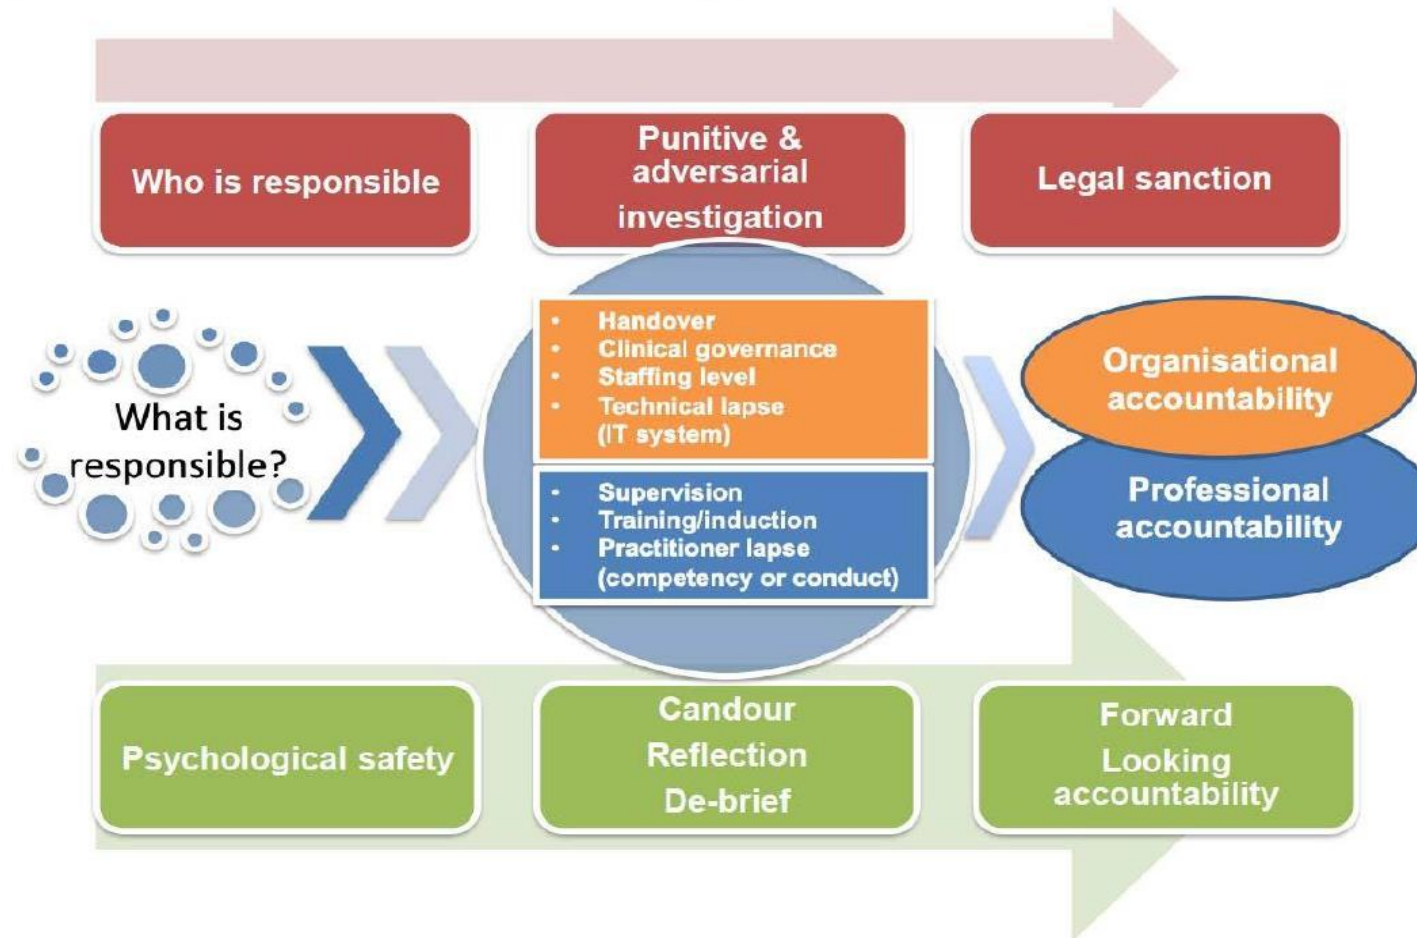 Who is responsible
Punitive &
adversarial
investigation
Legal sanction
What is
responsible?
• Handover
• Clinical governance
• Staffing level
• Technical lapse
(IT system)
• Supervision
• Training/induction
• Practitioner lapse
(competency or conduct)
Organisational
accountability
Professional
accountability
Psychological safety
Candour
Reflection
De-brief
Forward
Looking
accountability